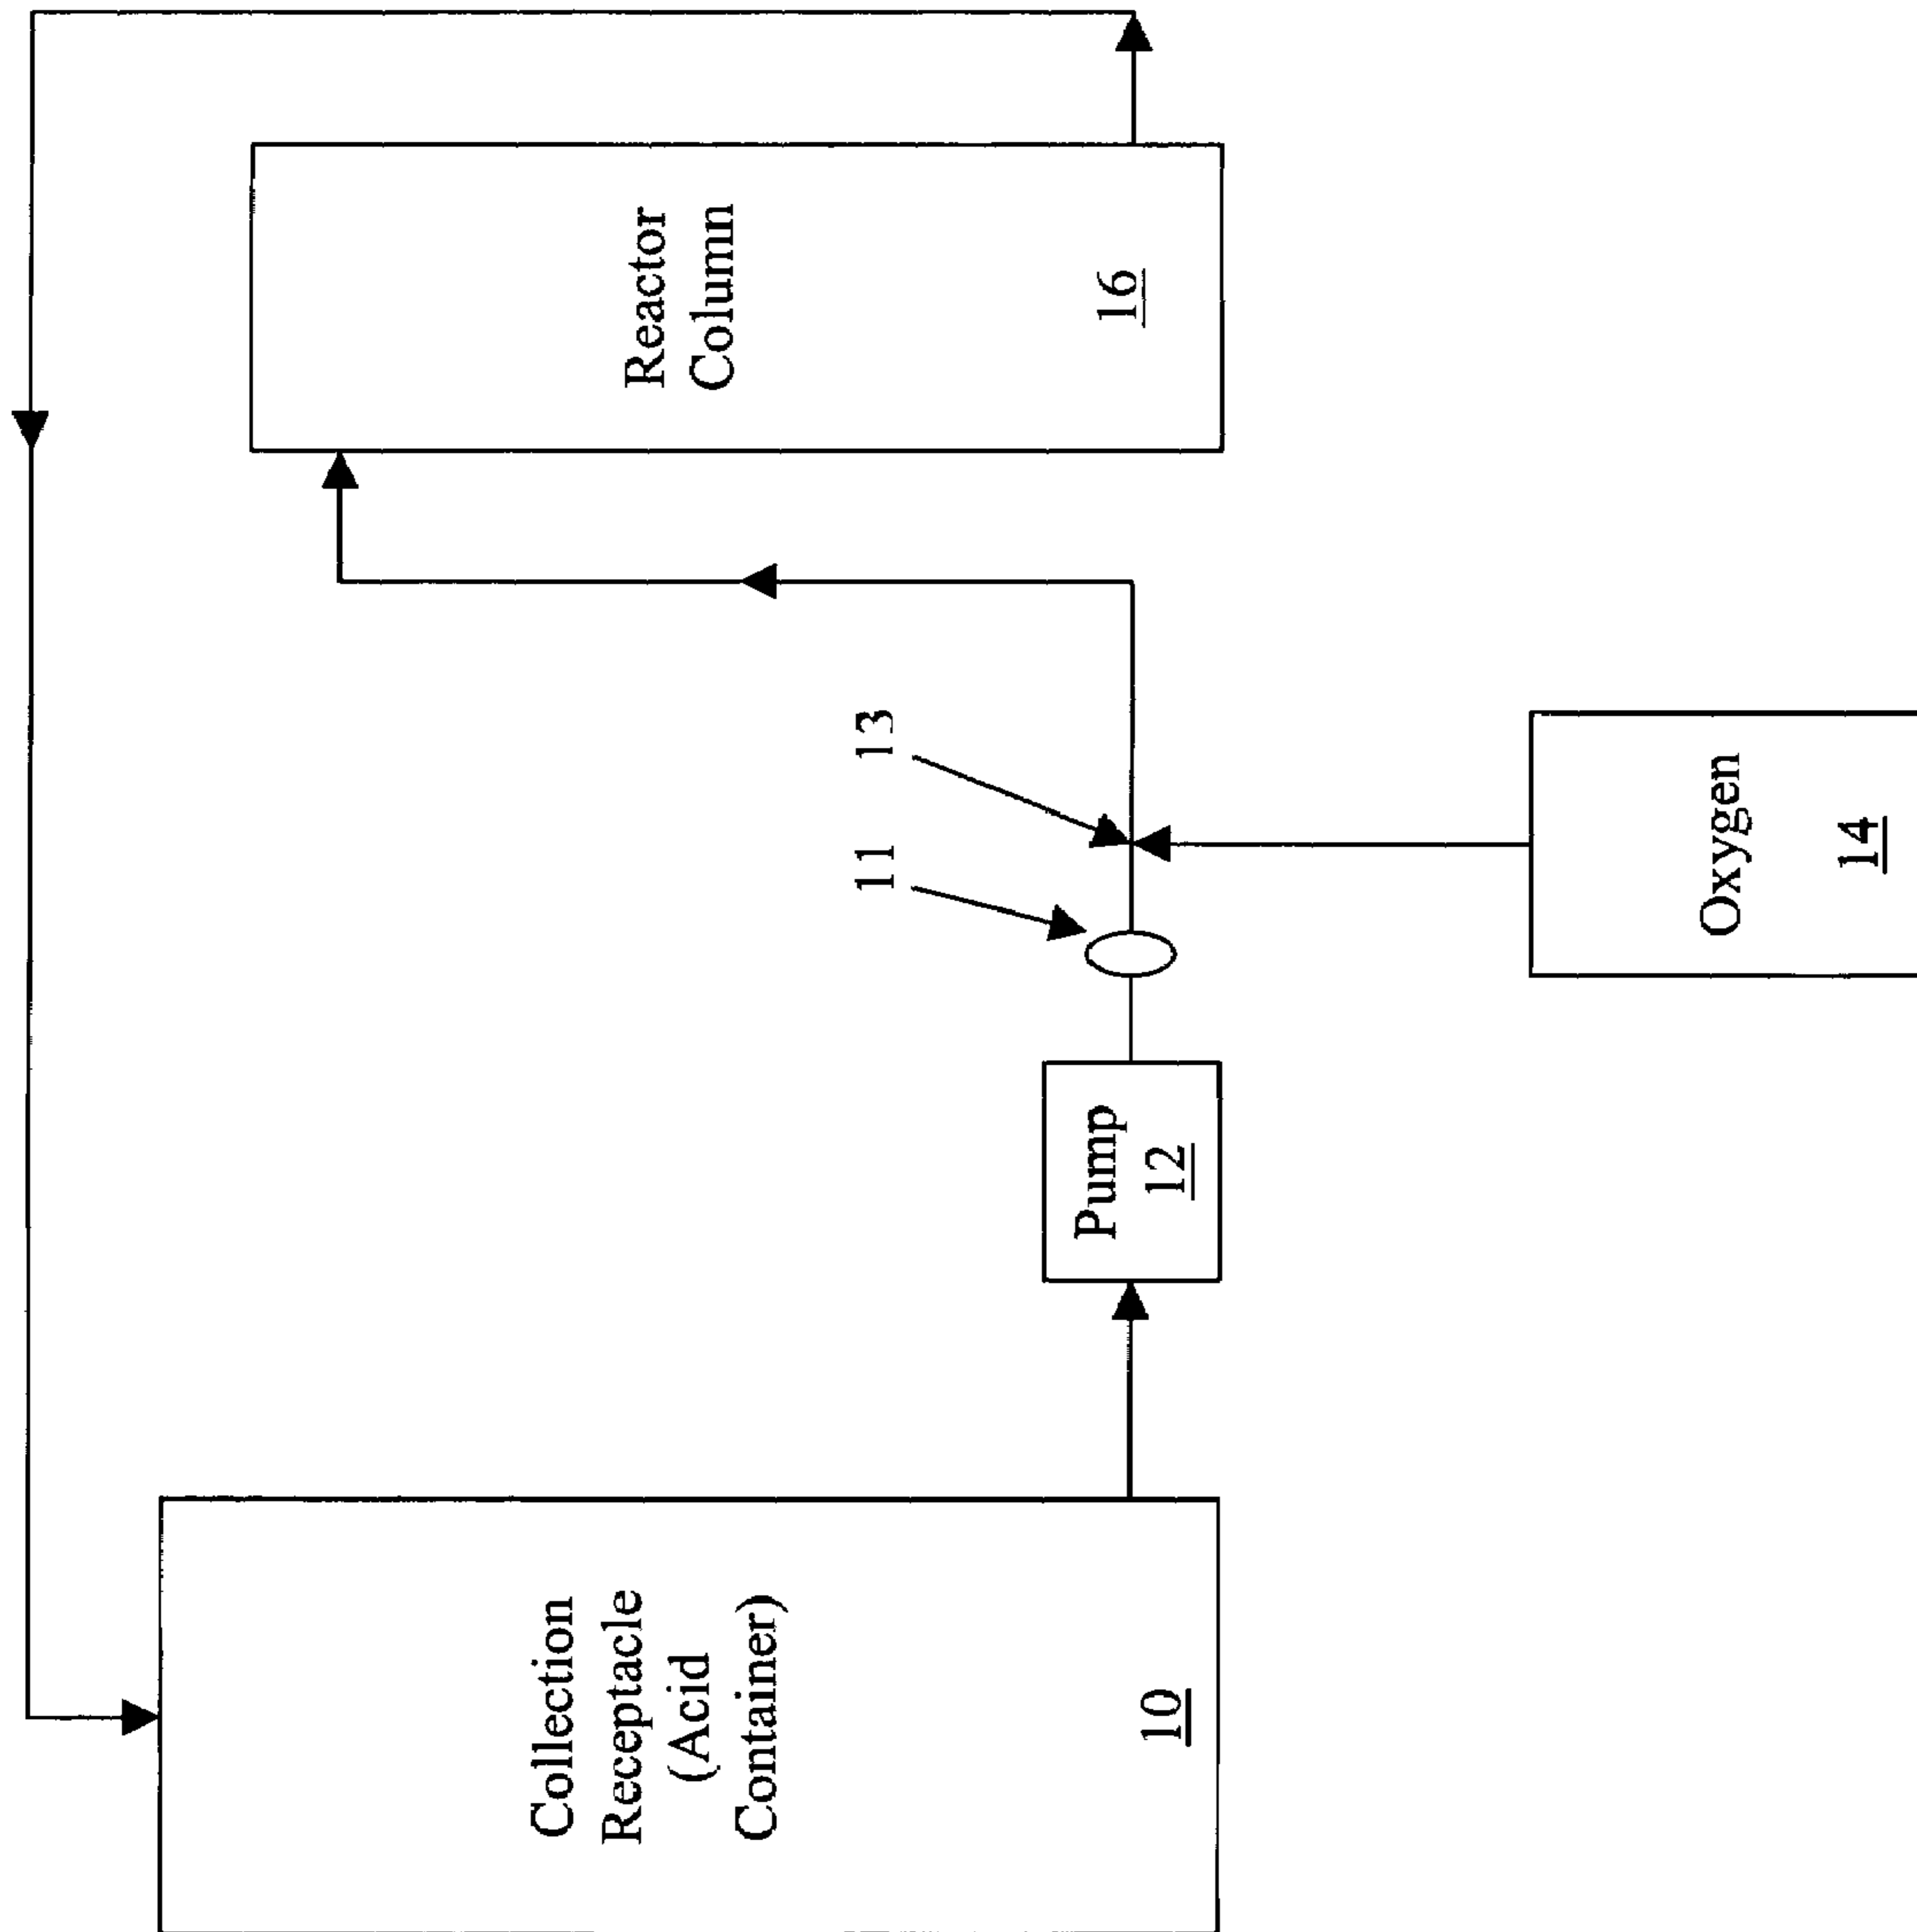 Collection
Receptacle
(Acid
Container)
10
Pump
12
11
13
Oxygen
14
Reactor
Column
16